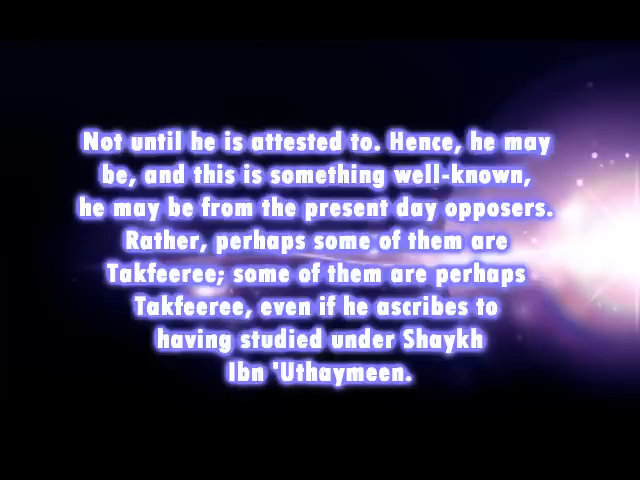 Not until he is attested to. Hence, he may
be, and this is something well-known,
he may be from the present day opposers.
Rather, perhaps some of them are
Takfeeree; some of them are perhaps
Takfeeree, even if he ascribes to
having studied under Shaykh
Ibn 'Uthaymeen.